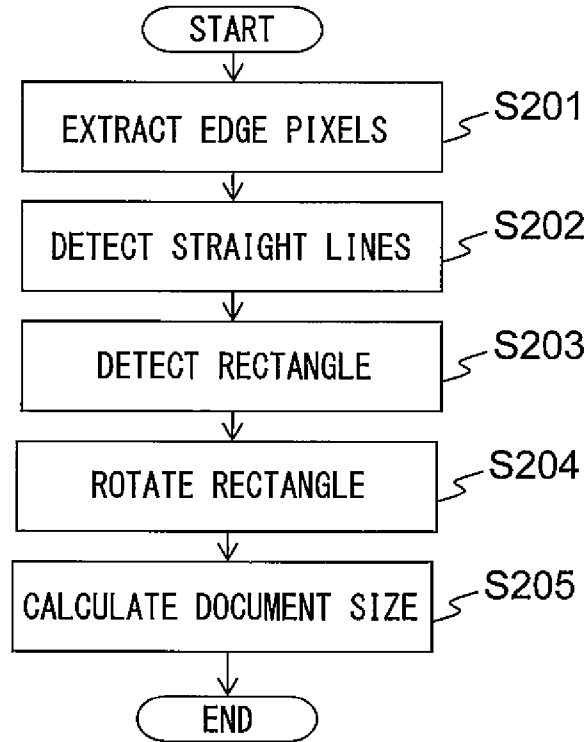 START
EXTRACT EDGE PIXELS
S201
DETECT STRAIGHT LINES
S202
DETECT RECTANGLE
S203
ROTATE RECTANGLE
S204
CALCULATE DOCUMENT SIZE
S205
END